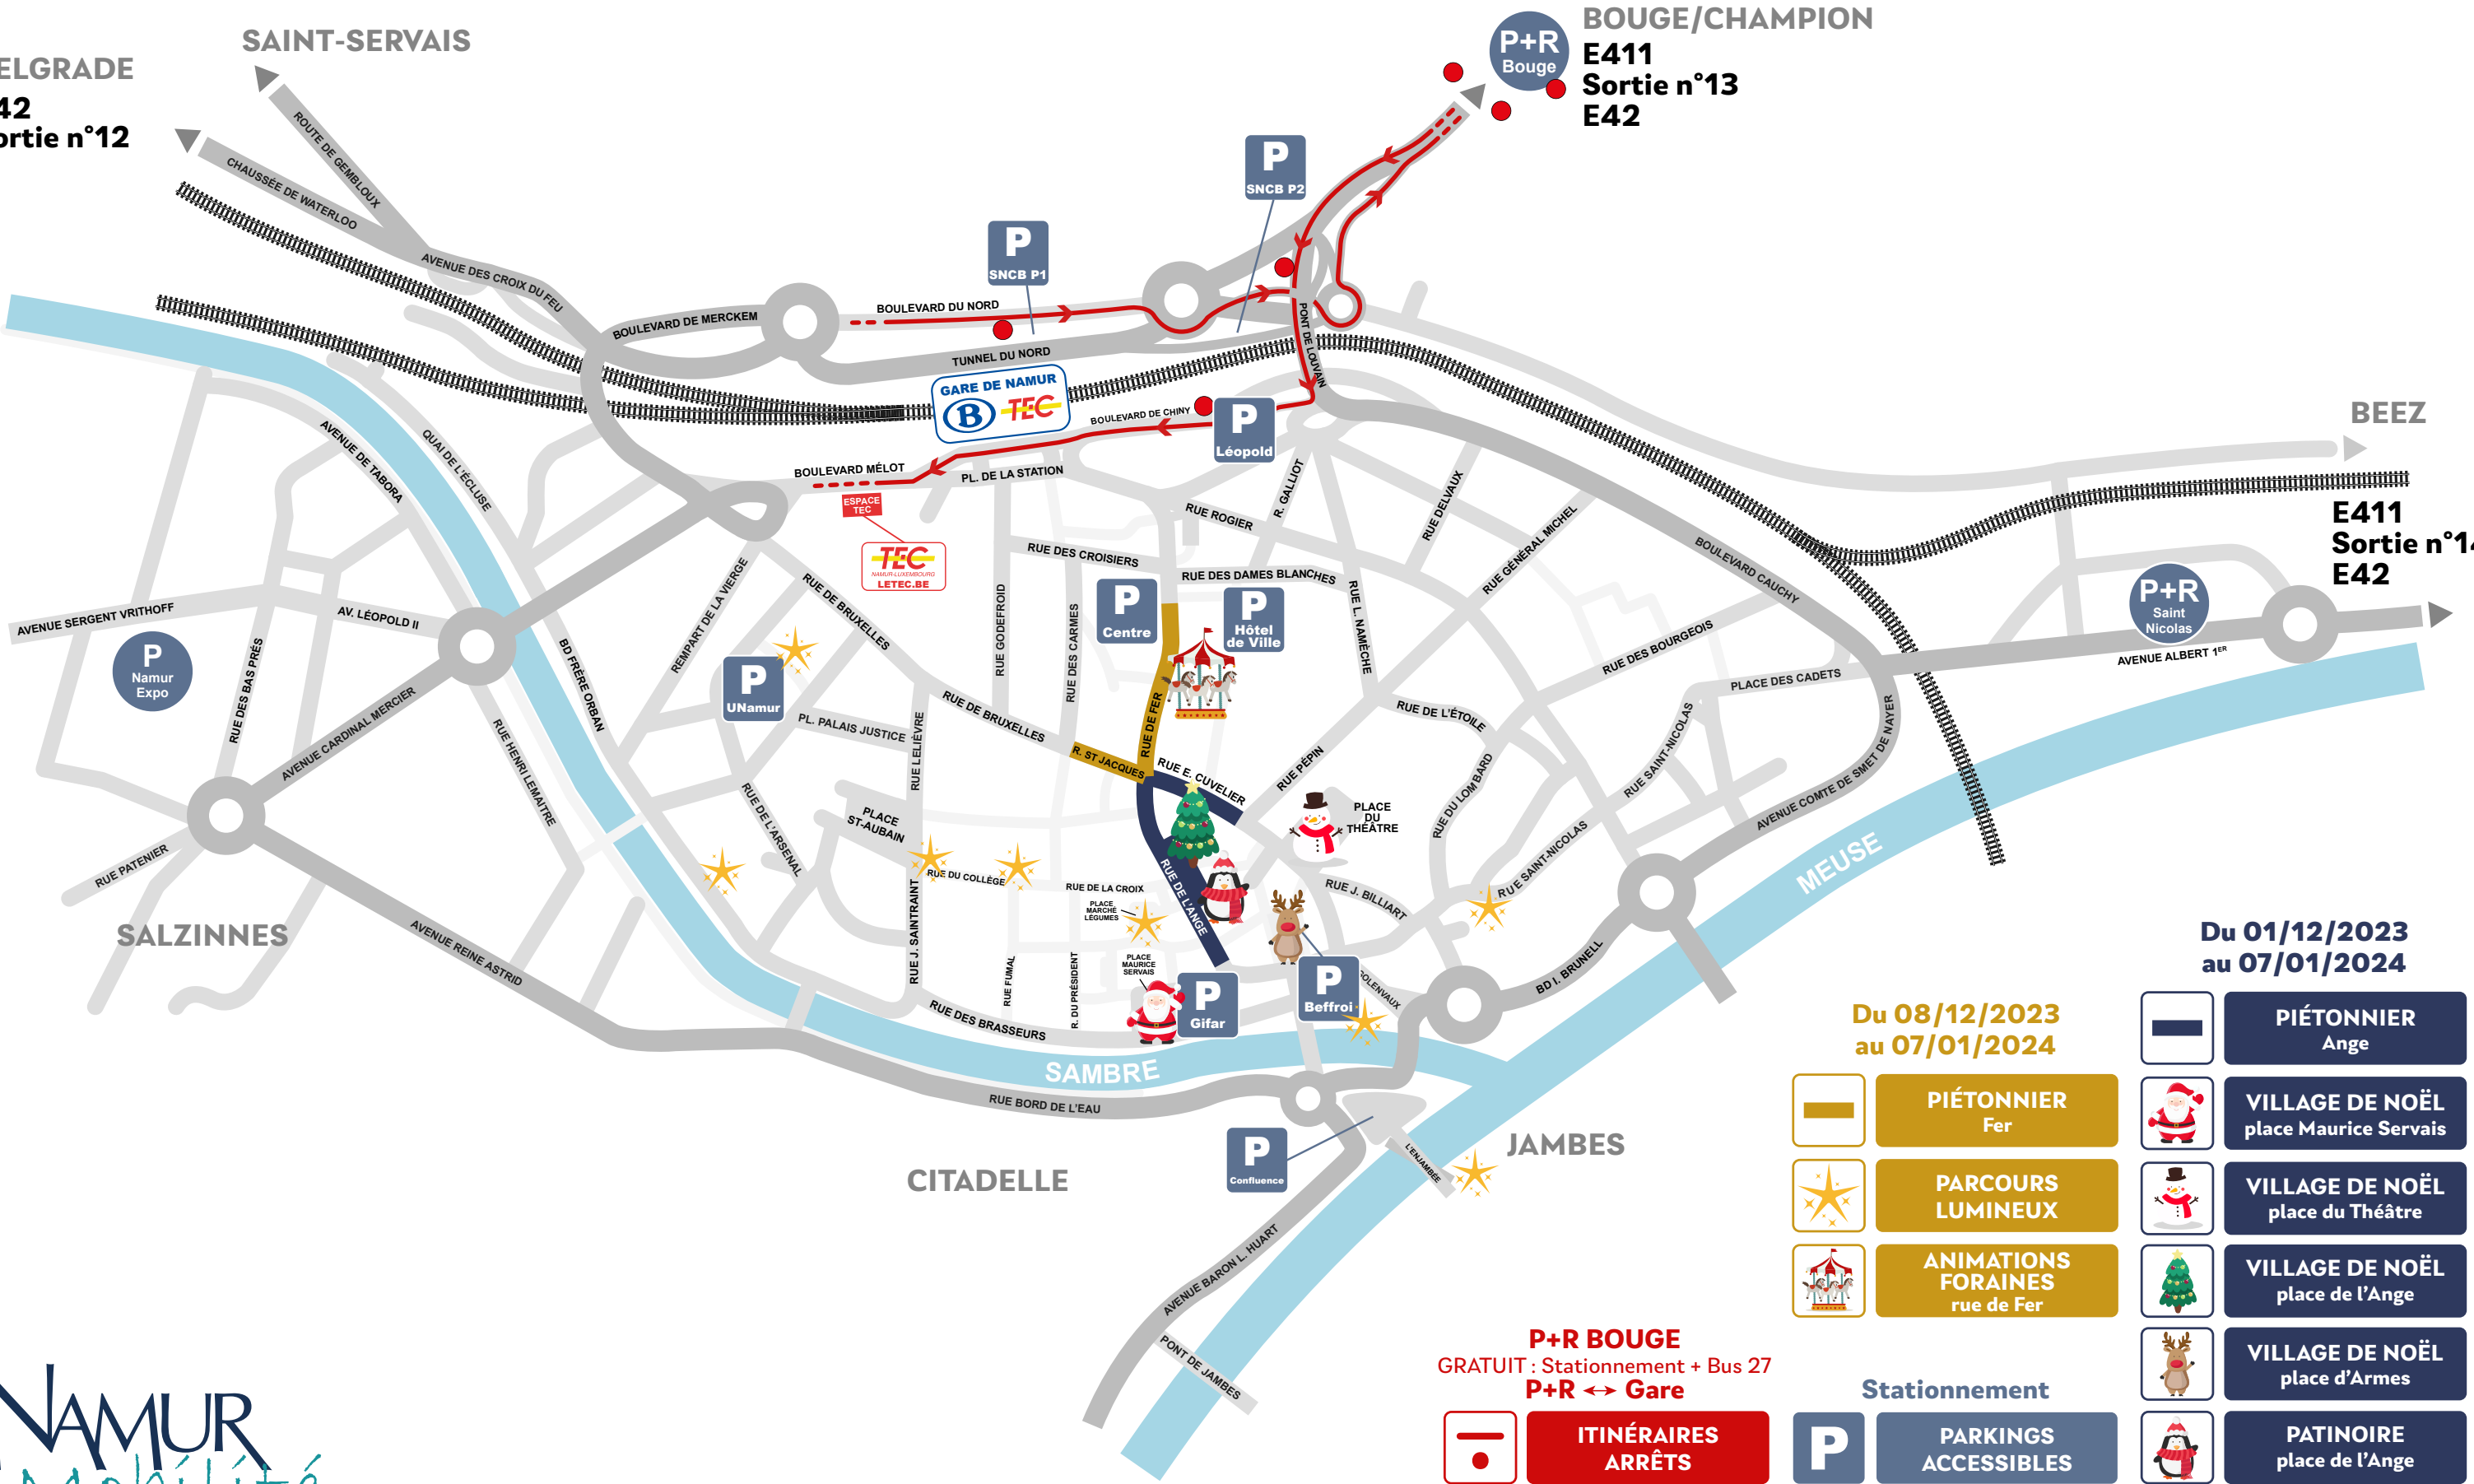 SAINT-SERVAIS
ELGRADE
42
ortie n°12
BOUGE/CHAMPION
E411
Sortie n°13
E42
P+R
Bouge
ROUTE DE GEMBLOUX
CHAUSSÉE DE WATERLOO
AVENUE DES CROIX DU FEU
P
SNCB P2
P
SNCB P1
BOULEVARD DE MERCKEM
BOULEVARD DU NORD
TUNNEL DU NORD
PONT DE LOUVAIN
GARE DE NAMUR
B TEC
BOULEVARD DE CHINY
P
Léopold
BOULEVARD MÉLOT
PL. DE LA STATION
ESPACE
TEC
TEC
NAMUR-LUXEMBOURG
LETEC.BE
BEEZ
E411
Sortie n°14
E42
P+R
Saint
Nicolas
AVENUE ALBERT 1ER
BOULEVARD CAUCHY
AVENUE DE TABORA
QUAI DE L'ÉCLUSE
AVENUE SERGENT VRITHOFF
AV. LÉOPOLD II
P
Namur
Expo
RUE DES BAS PRÉS
AVENUE CARDINAL MERCIER
RUE HENRI LEMAITRE
BD FRÈRE ORBAN
RUE PATENIER
SALZINNES
AVENUE REINE ASTRID
REMPART DE LA VIERGE
RUE DE BRUXELLES
RUE GODEFROID
RUE DES CARMES
RUE DES CROISIERS
RUE ROGIER
R. GALLIOT
RUE DELVAUX
RUE GÉNÉRAL MICHEL
RUE DES DAMES BLANCHES
RUE L. NAMÈCHE
P
Centre
P
Hôtel
de Ville
P
UNamur
PL. PALAIS JUSTICE
RUE LELIÈVRE
RUE DE BRUXELLES
R. ST JACQUES
RUE DE FER
RUE E. CUVELIER
RUE PÉPIN
RUE DE L'ÉTOILE
RUE DES BOURGEOIS
PLACE DES CADETS
RUE SAINT-NICOLAS
RUE DU LOMBARD
AVENUE COMTE DE SMET DE NAYER
RUE DE L'ARSENAL
PLACE
ST-AUBAIN
PLACE
DU
THÉÂTRE
RUE DU COLLÈGE
RUE DE LA CROIX
RUE DE L'ANGE
RUE J. BILLIART
RUE SAINT-NICOLAS
PLACE
MARCHÉ
LÉGUMES
RUE J. SAINTRAINT
RUE FUMAL
R. DU PRÉSIDENT
PLACE
MAURICE
SERVAIS
P
Gifar
P
Beffroi
GOLENVAUX
BD I. BRUNELL
MEUSE
RUE DES BRASSEURS
SAMBRE
RUE BORD DE L'EAU
CITADELLE
P
Confluence
L'ENJAMBÉE
JAMBES
AVENUE BARON L. HUART
PONT DE JAMBES
Du 08/12/2023
au 07/01/2024
PIÉTONNIER
Fer
PARCOURS
LUMINEUX
ANIMATIONS
FORAINES
rue de Fer
Du 01/12/2023
au 07/01/2024
PIÉTONNIER
Ange
VILLAGE DE NOËL
place Maurice Servais
VILLAGE DE NOËL
place du Théâtre
VILLAGE DE NOËL
place de l'Ange
VILLAGE DE NOËL
place d'Armes
PATINOIRE
place de l'Ange
P+R BOUGE
GRATUIT : Stationnement + Bus 27
P+R ↔ Gare
ITINÉRAIRES
ARRÊTS
Stationnement
P
PARKINGS
ACCESSIBLES
NAMUR
Mobilité